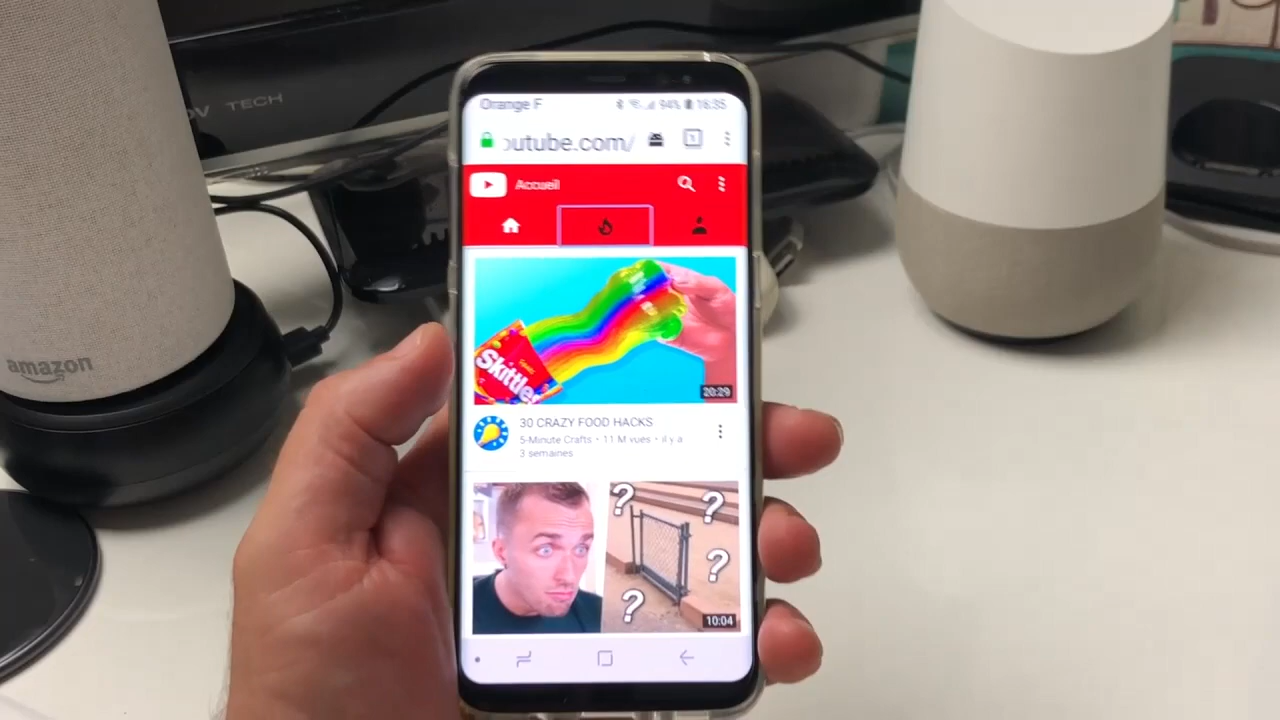 TECH
Orange F
94% 16:35
outube.com/
1
Accueil
Skittles
20:29
30 CRAZY FOOD HACKS
5-Minute Crafts • 11 M vues • il y a
3 semaines
? ? ? ?
10:04
amazon